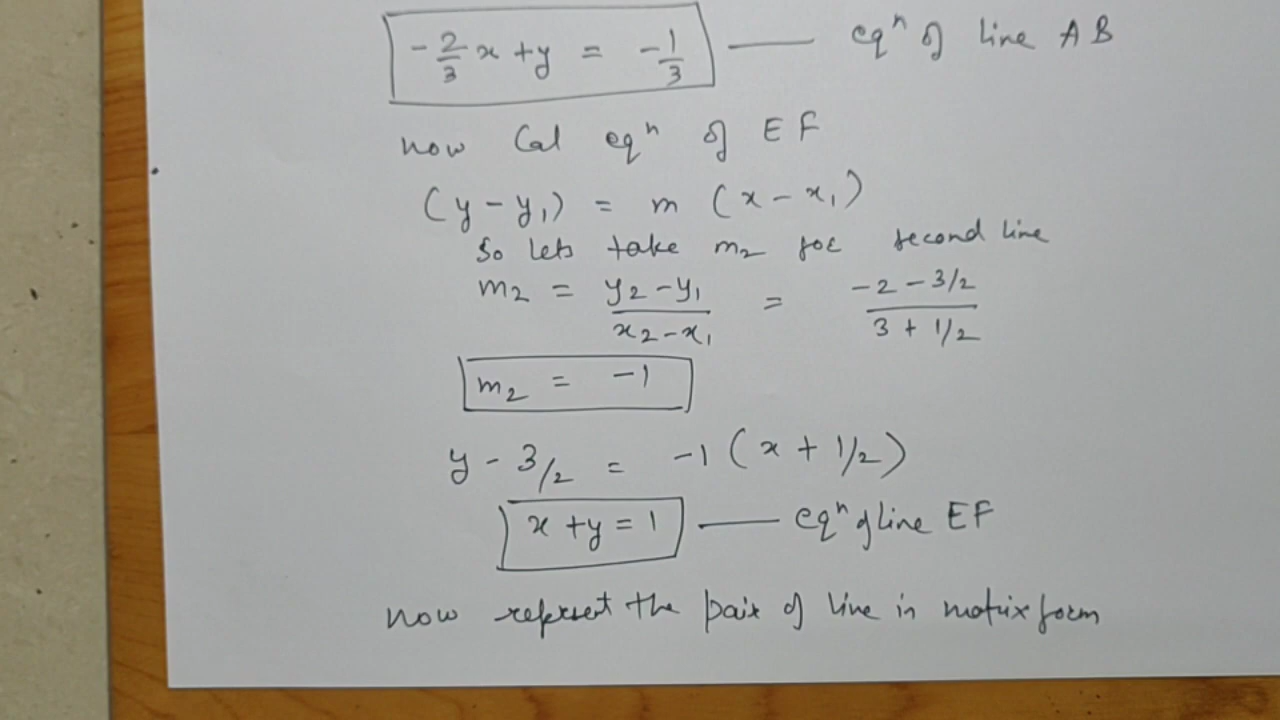 -2/3 x + y = -1/3 — eqⁿ of line AB
now Cal eqⁿ of EF
(y - y₁) = m (x - x₁)
So lets take m₂ for second line
m₂ = (y₂ - y₁)/(x₂ - x₁) = (-2 - 3/2)/(3 + 1/2)
m₂ = -1
y - 3/2 = -1 (x + 1/2)
x + y = 1 — eqⁿ of line EF
now represent the pair of line in matrix form